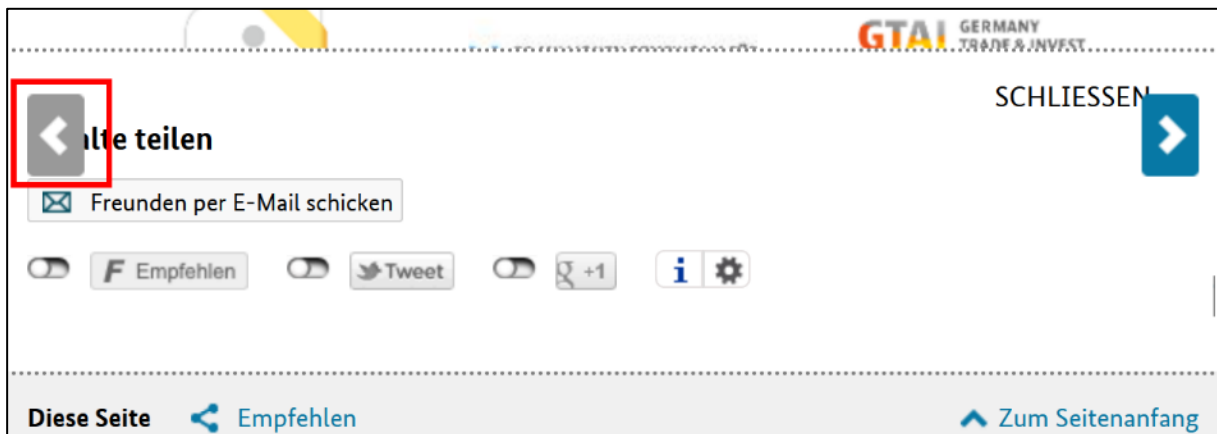 GTAI GERMANY
TRADE & INVEST
SCHLIESSEN
alte teilen
Freunden per E-Mail schicken
F Empfehlen Tweet g +1 i
Diese Seite Empfehlen Zum Seitenanfang